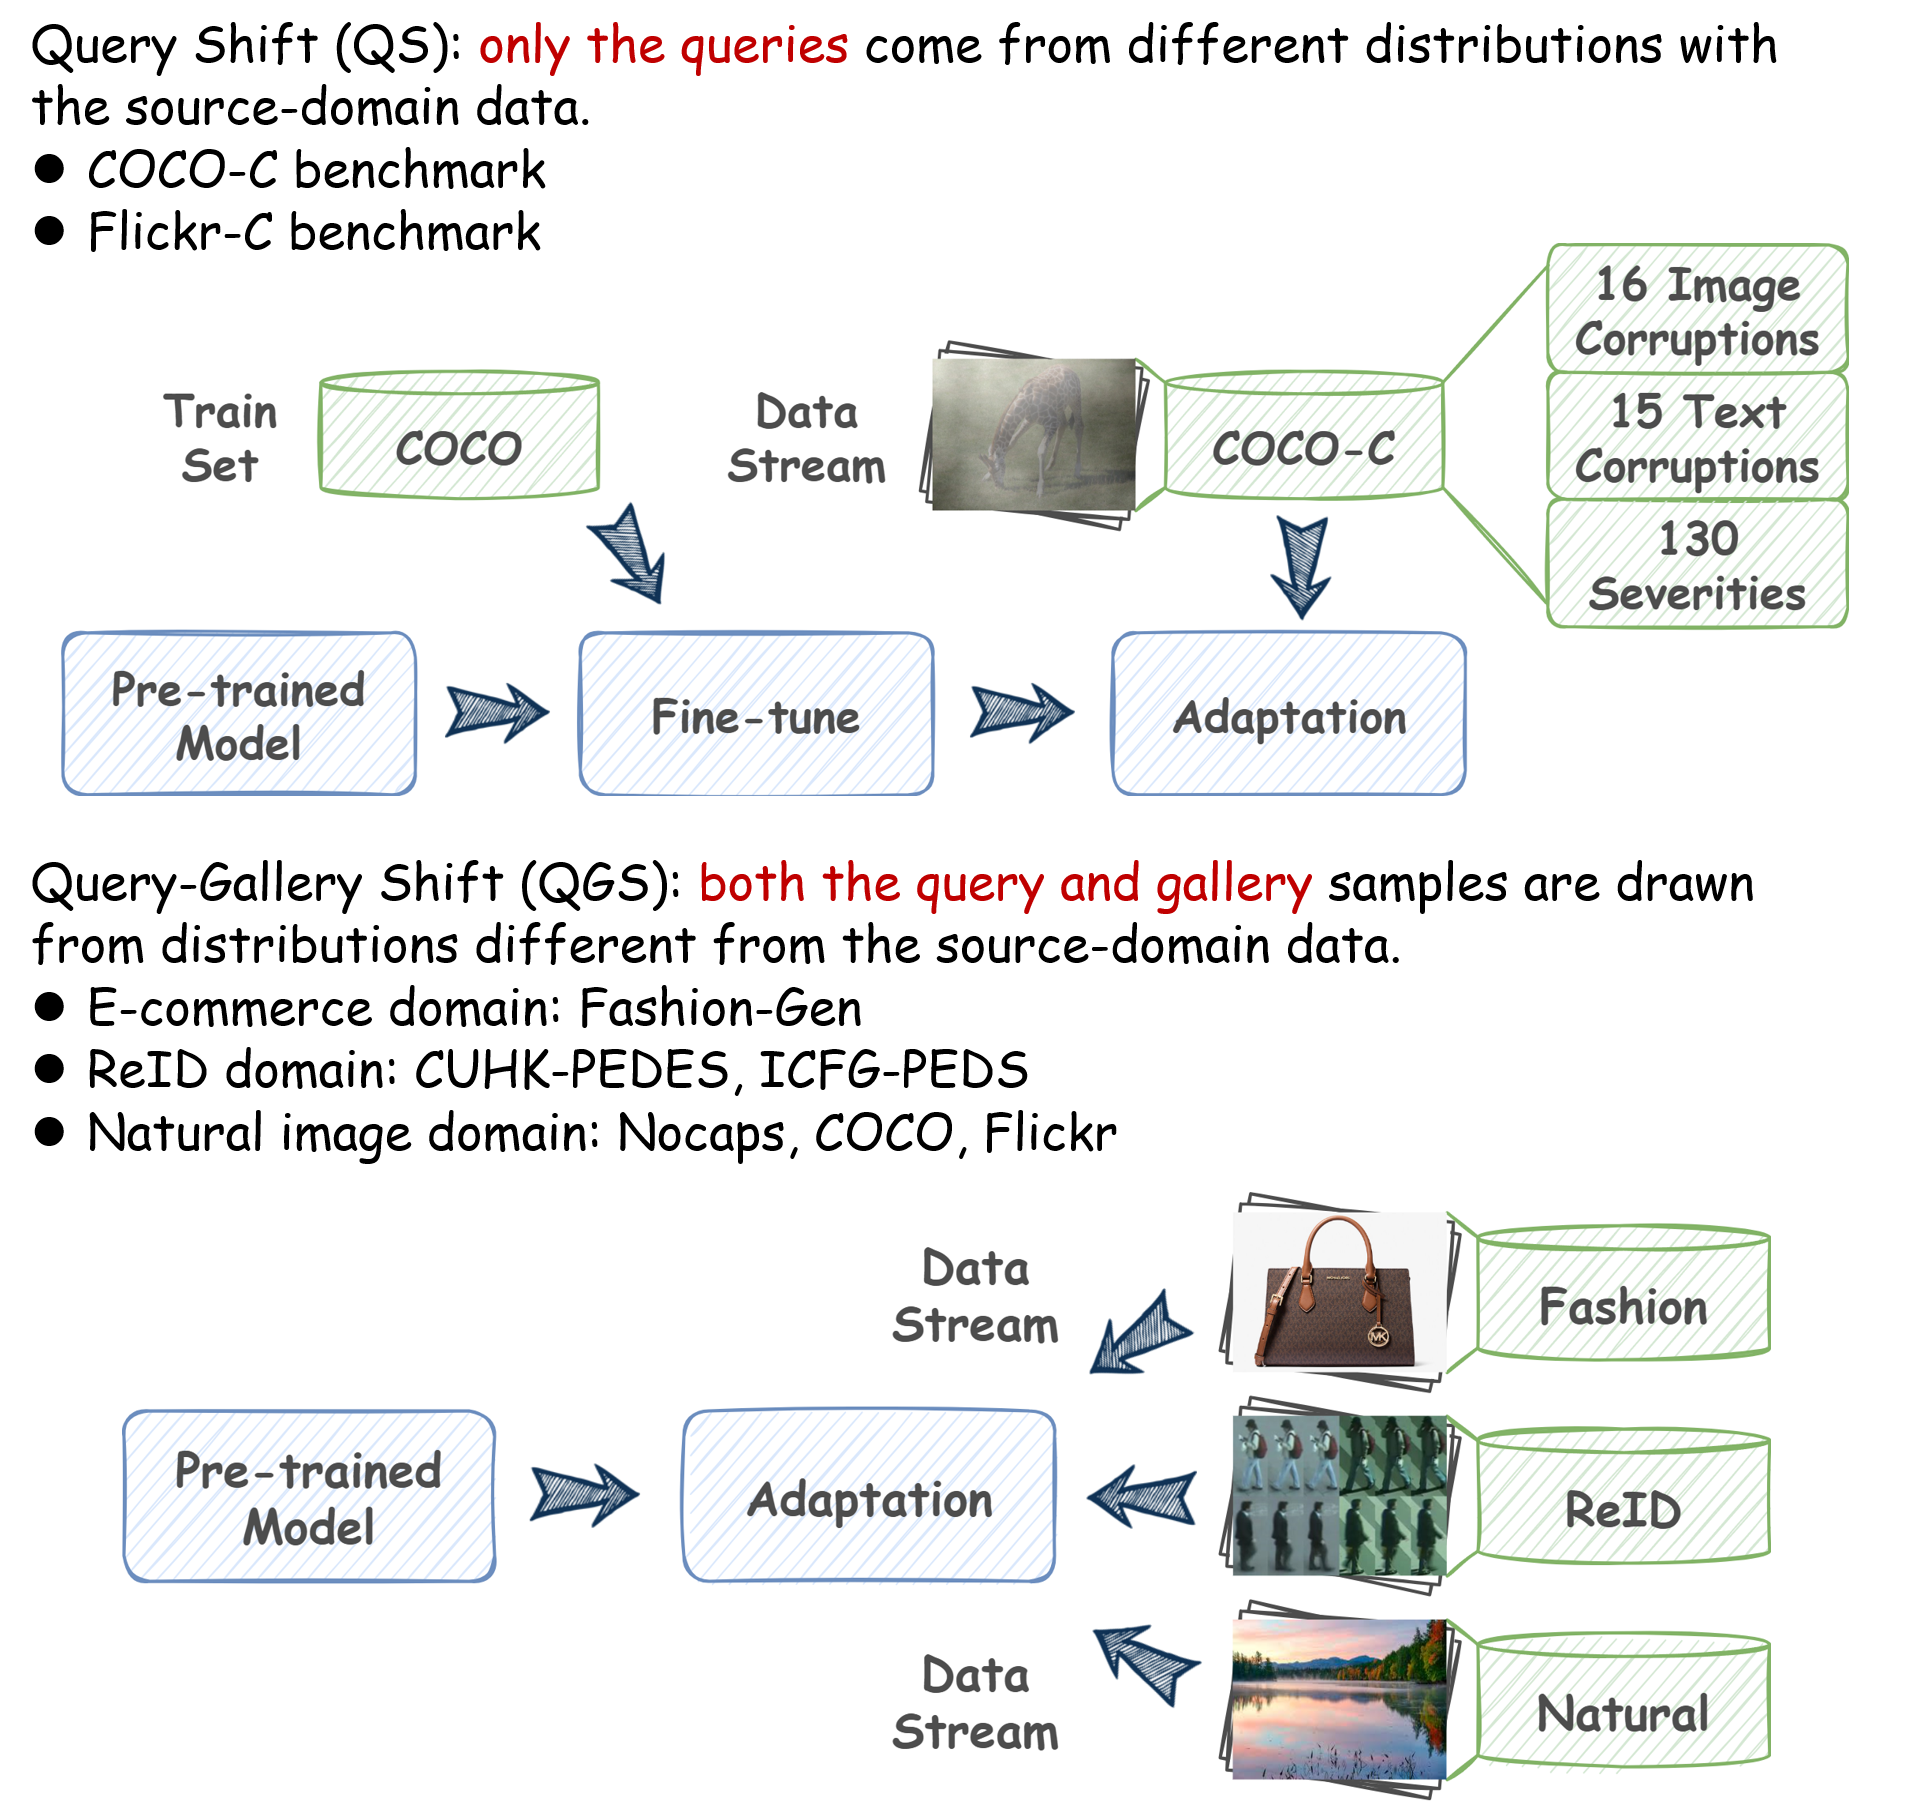 Query Shift (QS): only the queries come from different distributions with
the source-domain data.
● COCO-C benchmark
● Flickr-C benchmark
16 Image
Corruptions
15 Text
Corruptions
130
Severities
Train
Set
COCO
Data
Stream
COCO-C
Pre-trained
Model
Fine-tune
Adaptation
Query-Gallery Shift (QGS): both the query and gallery samples are drawn
from distributions different from the source-domain data.
● E-commerce domain: Fashion-Gen
● ReID domain: CUHK-PEDES, ICFG-PEDS
● Natural image domain: Nocaps, COCO, Flickr
Data
Stream
MK
Fashion
Pre-trained
Model
Adaptation
ReID
Data
Stream
Natural